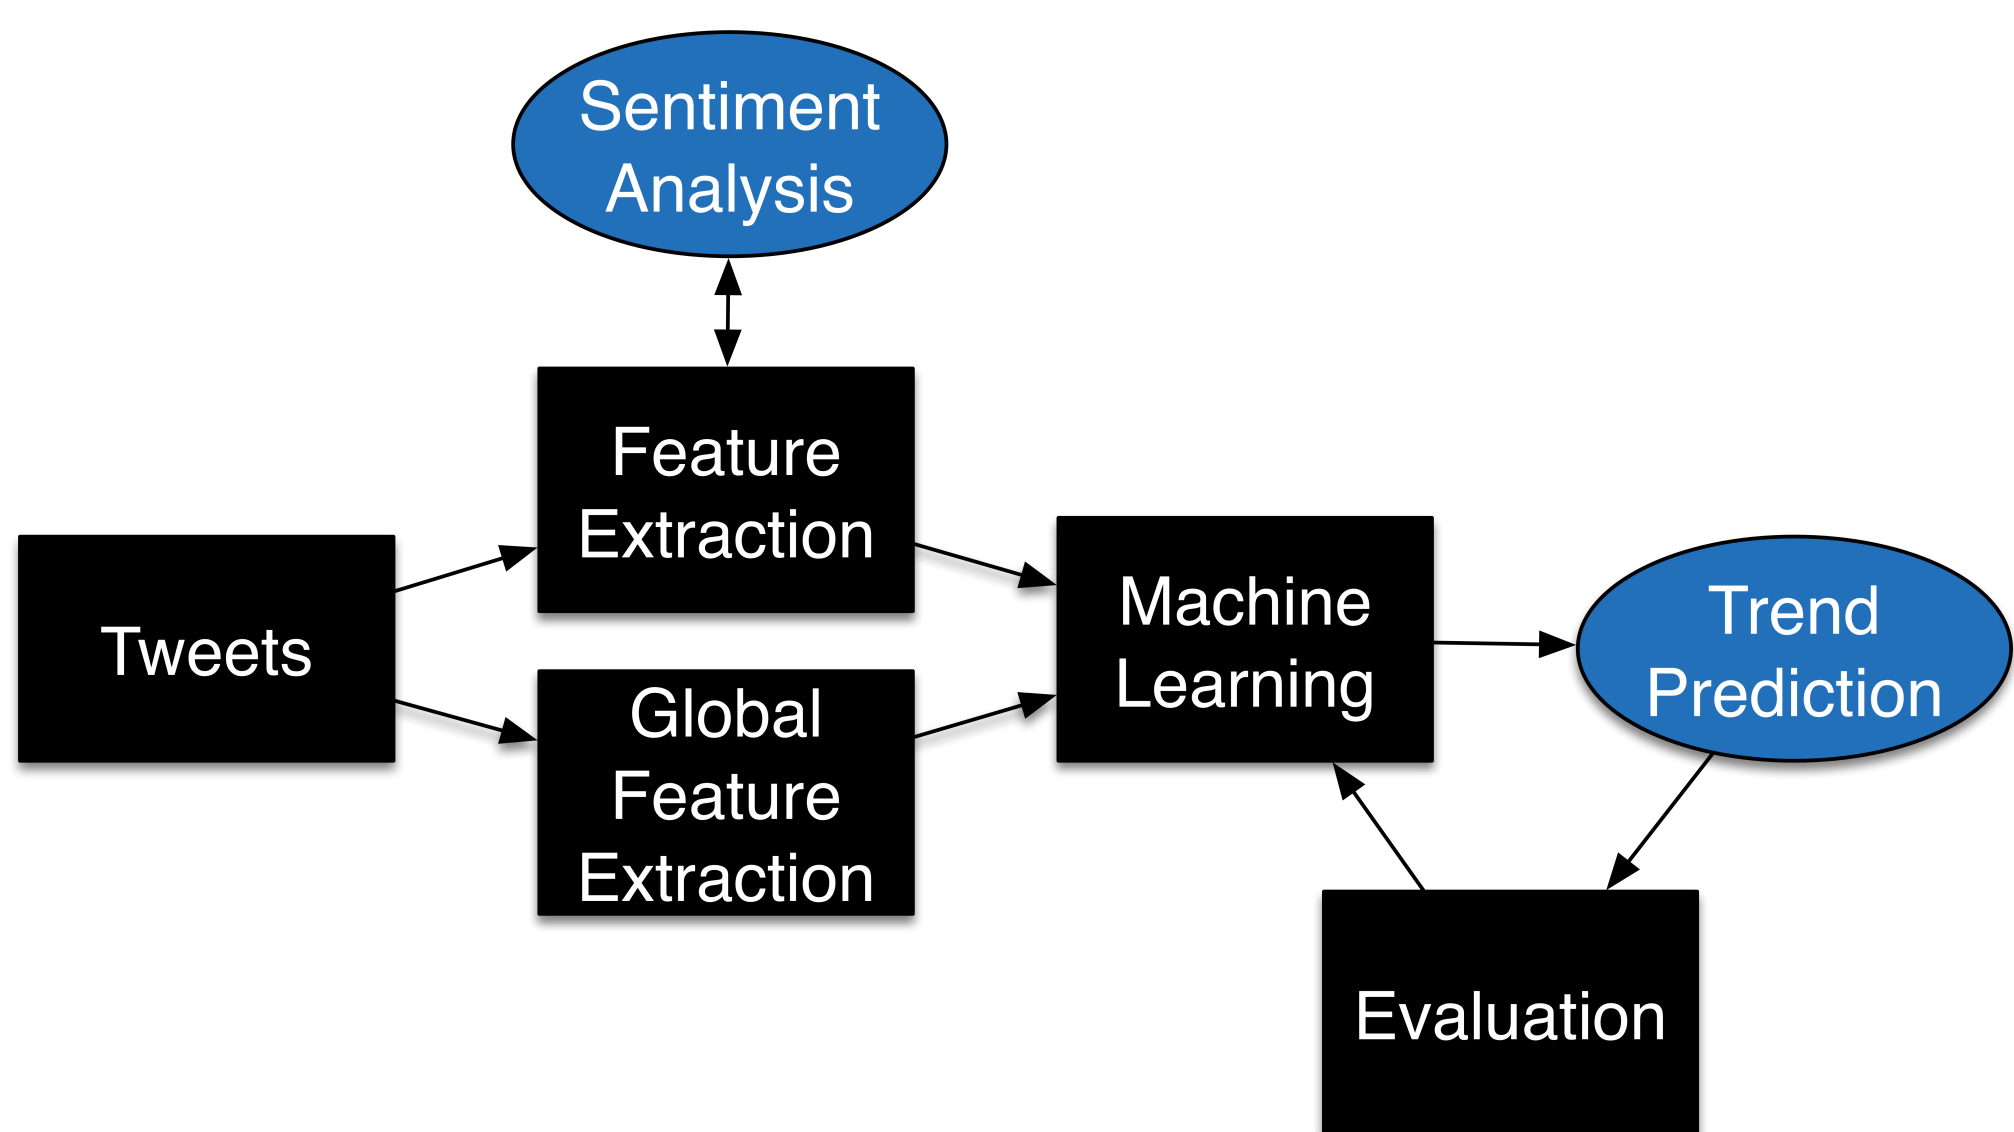 Sentiment
Analysis
Feature
Extraction
Tweets
Global
Feature
Extraction
Machine
Learning
Trend
Prediction
Evaluation